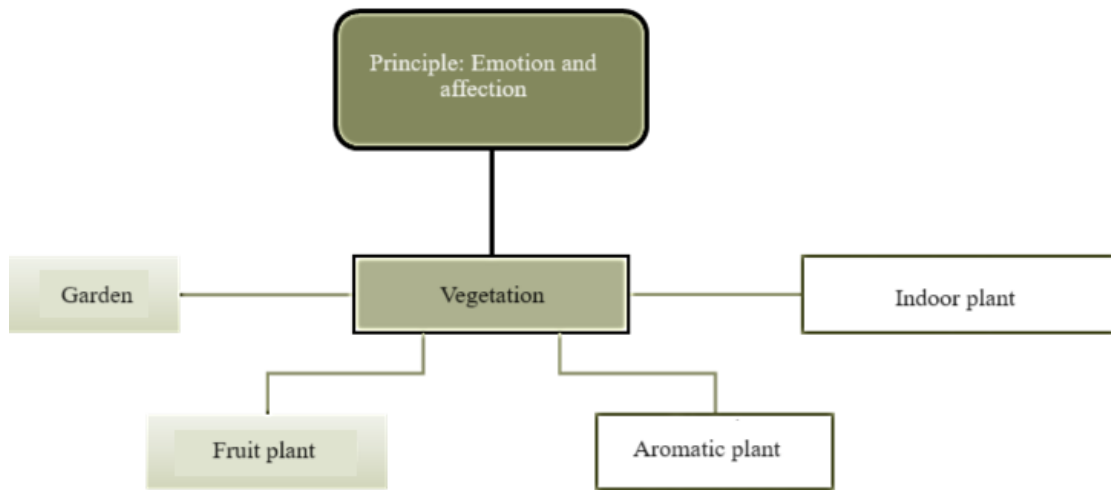 Principle: Emotion and
affection
Garden
Vegetation
Indoor plant
Fruit plant
Aromatic plant